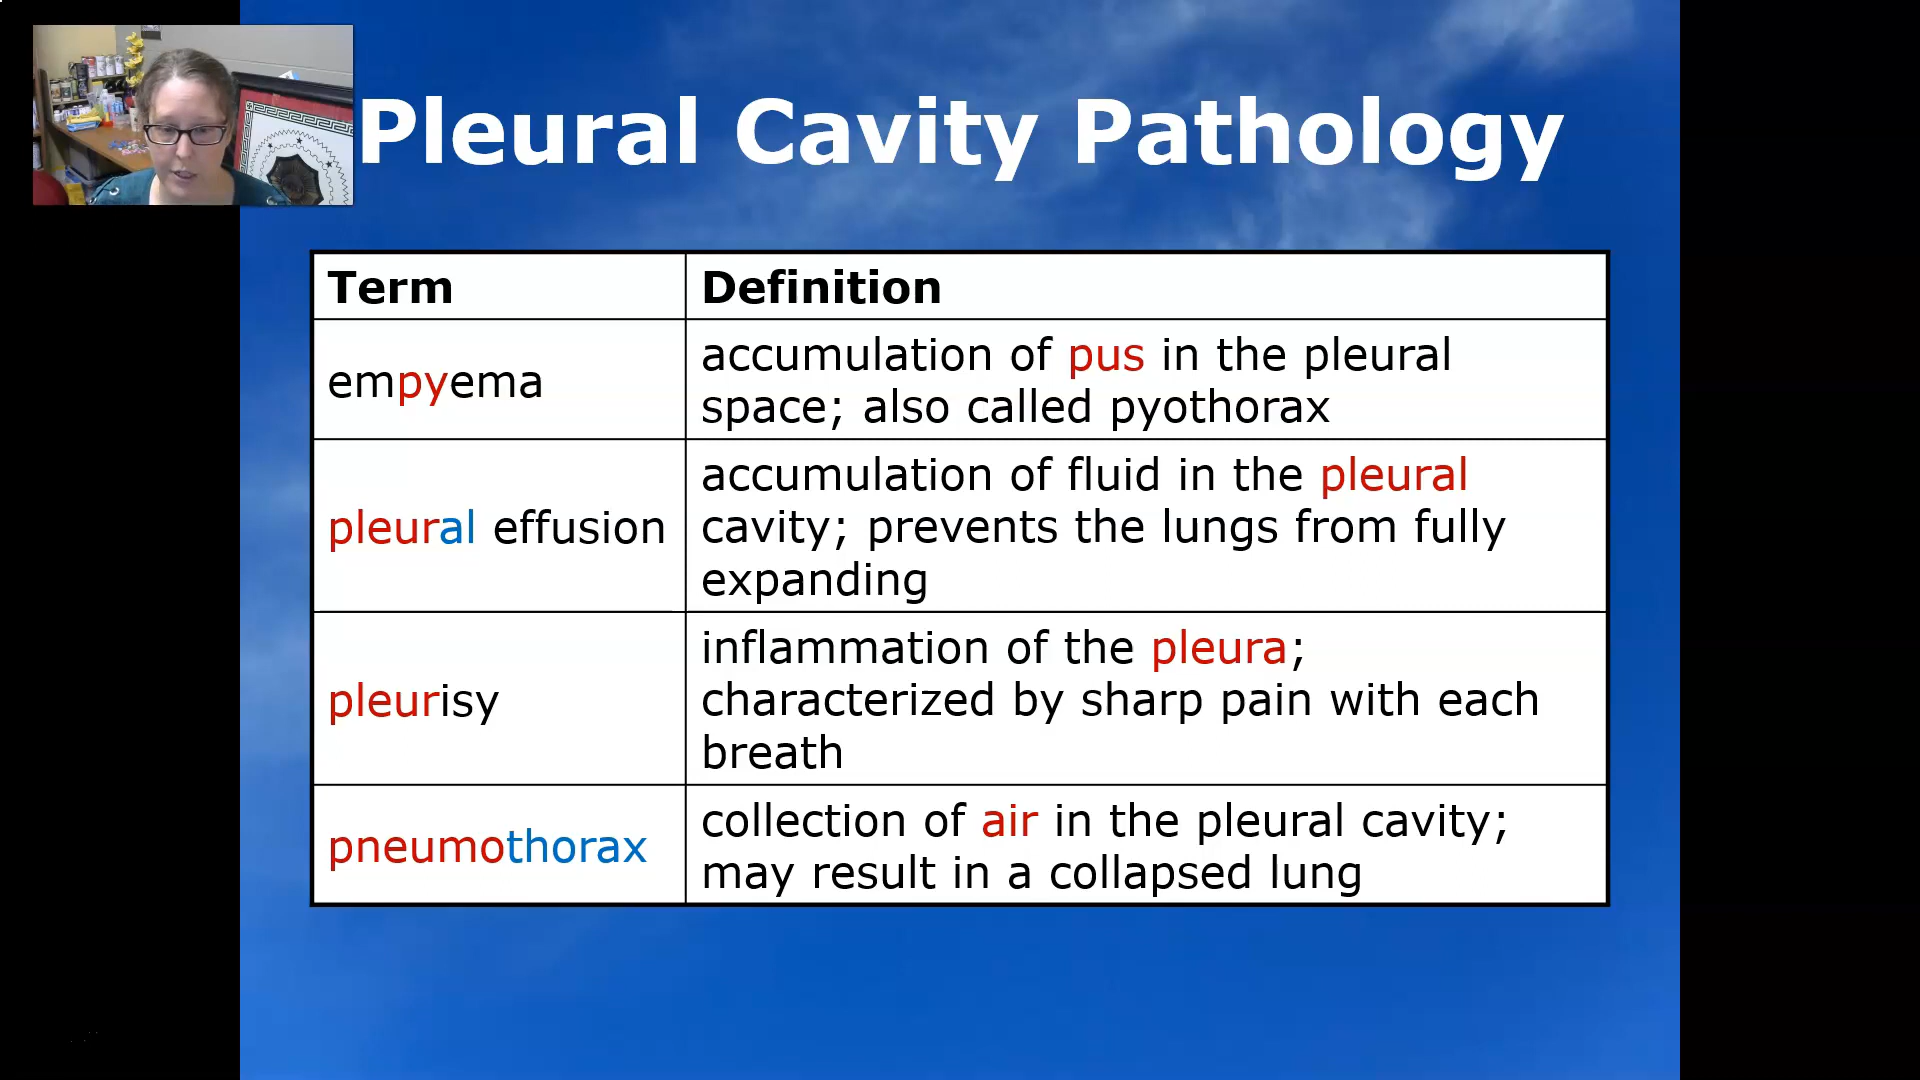 Pleural Cavity Pathology
Term
Definition
empyema
accumulation of pus in the pleural
space; also called pyothorax
pleural effusion
accumulation of fluid in the pleural
cavity; prevents the lungs from fully
expanding
pleurisy
inflammation of the pleura;
characterized by sharp pain with each
breath
pneumothorax
collection of air in the pleural cavity;
may result in a collapsed lung